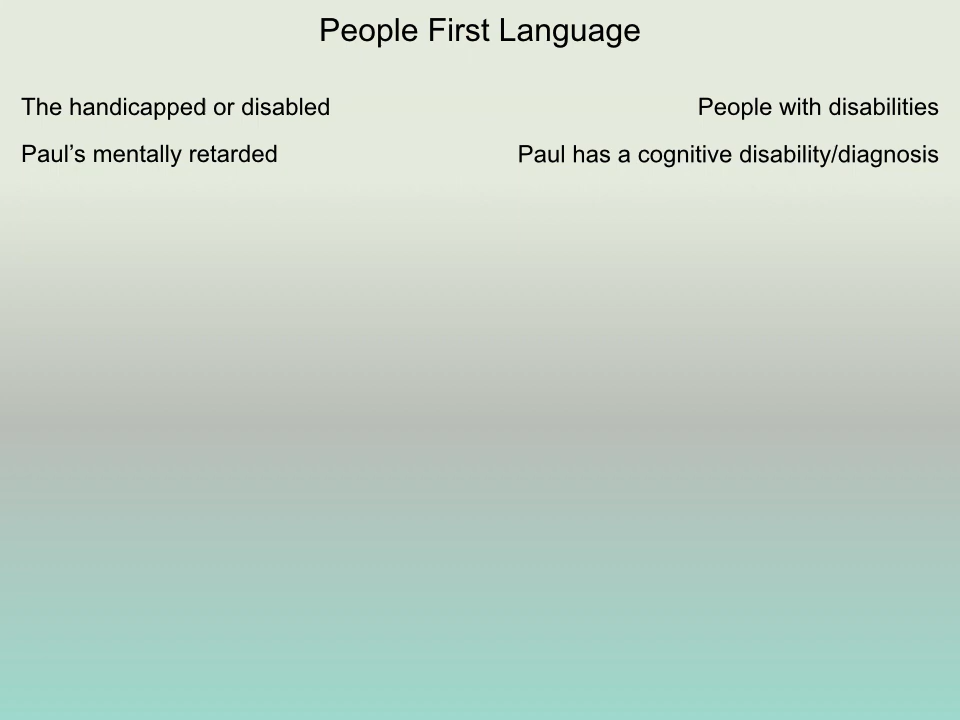 People First Language
The handicapped or disabled People with disabilities
Paul’s mentally retarded Paul has a cognitive disability/diagnosis